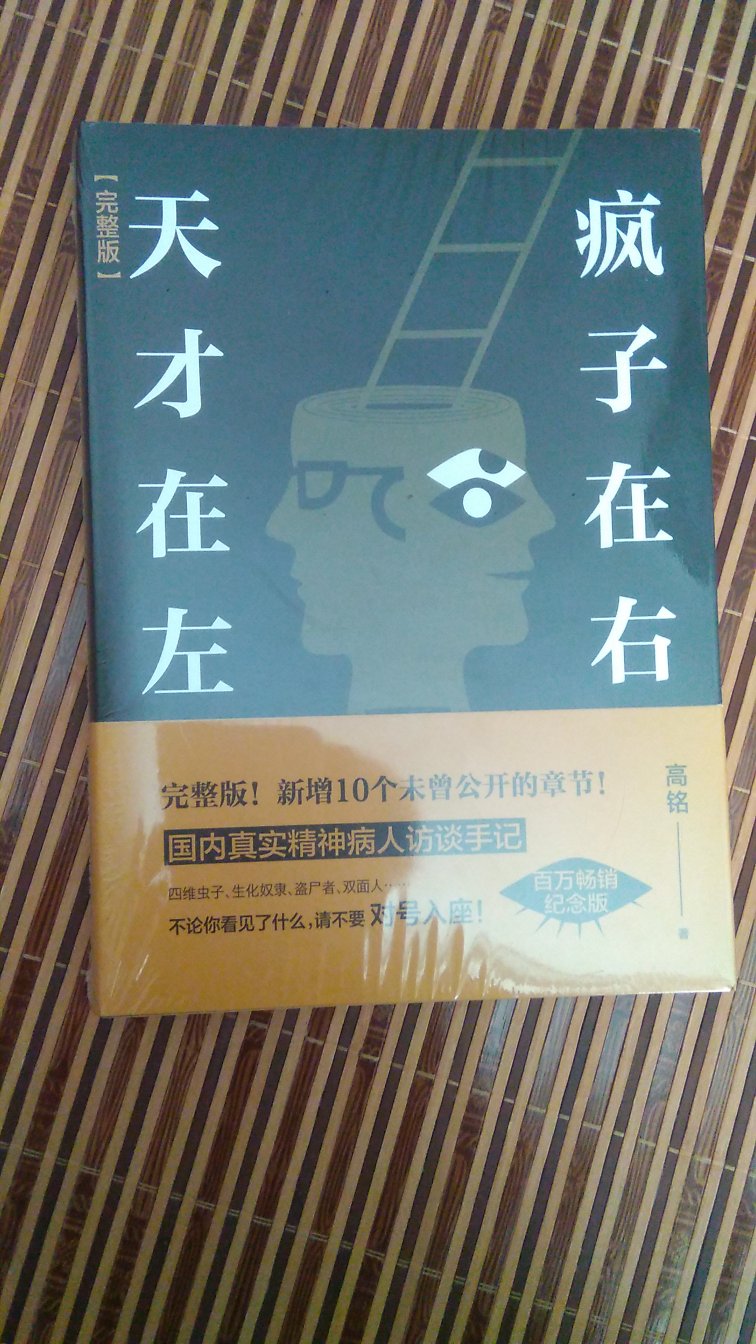 【完整版】
天才在左
疯子在右
完整版！新增10个未曾公开的章节！
国内真实精神病人访谈手记
四维虫子、生化奴隶、盗尸者、双面人……
不论你看见了什么,请不要 对号入座！
百万畅销
纪念版
高铭
著